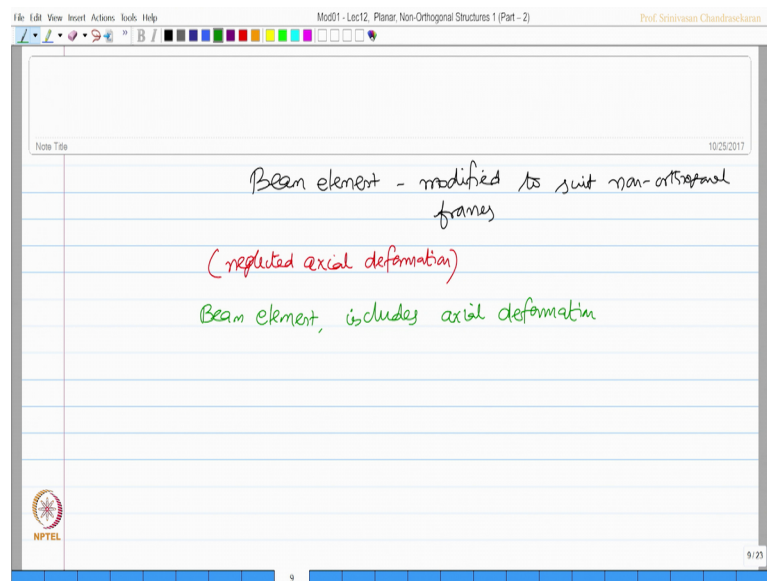 File Edit View Insert Actions Tools Help
Mod01 - Lec12, Planar, Non-Orthogonal Structures 1 (Part – 2)
Prof. Srinivasan Chandrasekaran
B I
Note Title
10/25/2017
Beam element - modified to suit non-orthogonal
frames
(neglected axial deformation)
Beam element, includes axial deformation
NPTEL
9/23
9